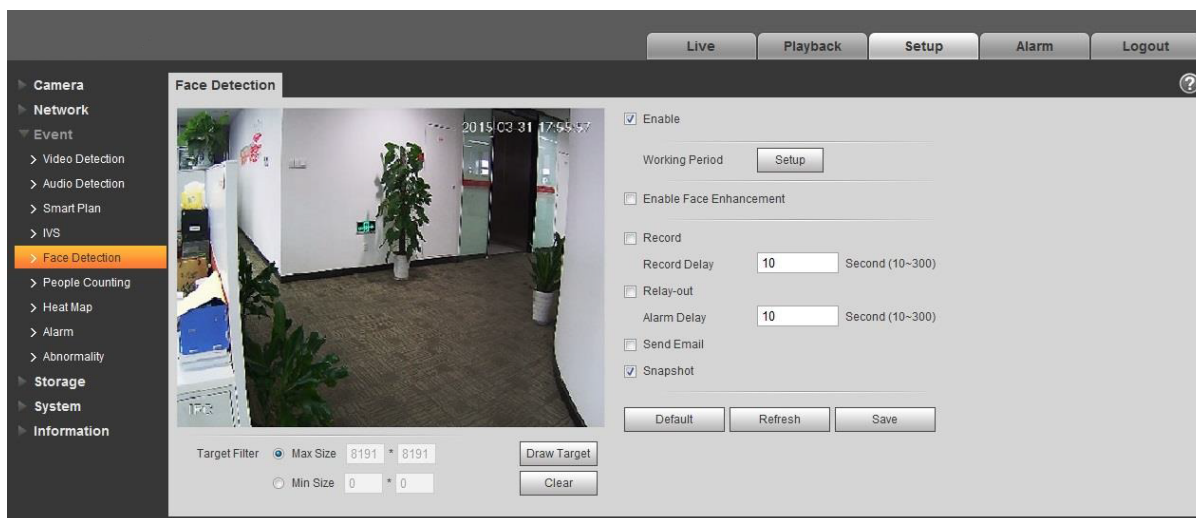 Live Playback Setup Alarm Logout
Camera
Network
Event
Video Detection
Audio Detection
Smart Plan
IVS
Face Detection
People Counting
Heat Map
Alarm
Abnormality
Storage
System
Information
Face Detection
?
2015-03-31 17:55:57
IPC
Target Filter Max Size 8191 * 8191 Draw Target
Min Size 0 * 0 Clear
Enable
Working Period Setup
Enable Face Enhancement
Record
Record Delay 10 Second (10~300)
Relay-out
Alarm Delay 10 Second (10~300)
Send Email
Snapshot
Default Refresh Save